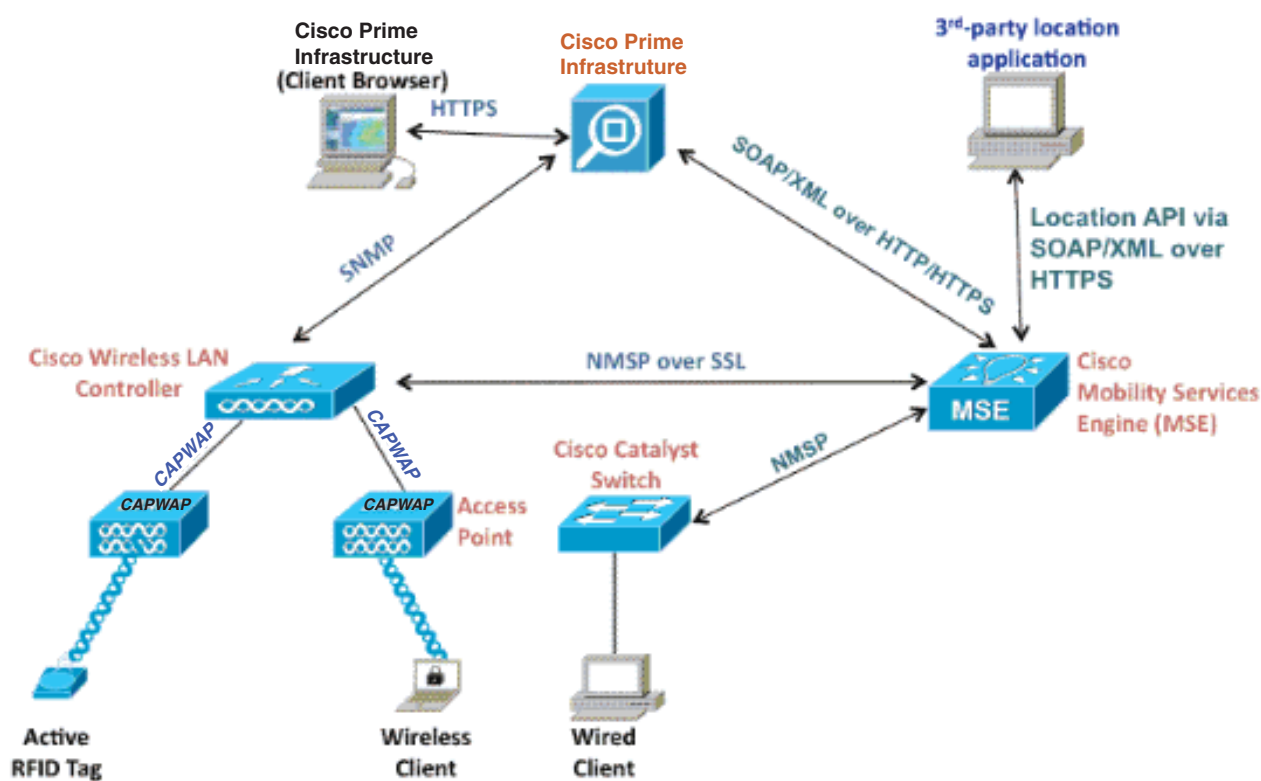 Cisco Prime
Infrastructure
(Client Browser)
HTTPS
Cisco Prime
Infrastruture
3rd-party location
application
SOAP/XML over HTTP/HTTPS
Location API via
SOAP/XML over
HTTPS
SNMP
Cisco Wireless LAN
Controller
NMSP over SSL
MSE
Cisco
Mobility Services
Engine (MSE)
CAPWAP
CAPWAP
Cisco Catalyst
Switch
NMSP
CAPWAP
CAPWAP
Access
Point
Active
RFID Tag
Wireless
Client
Wired
Client